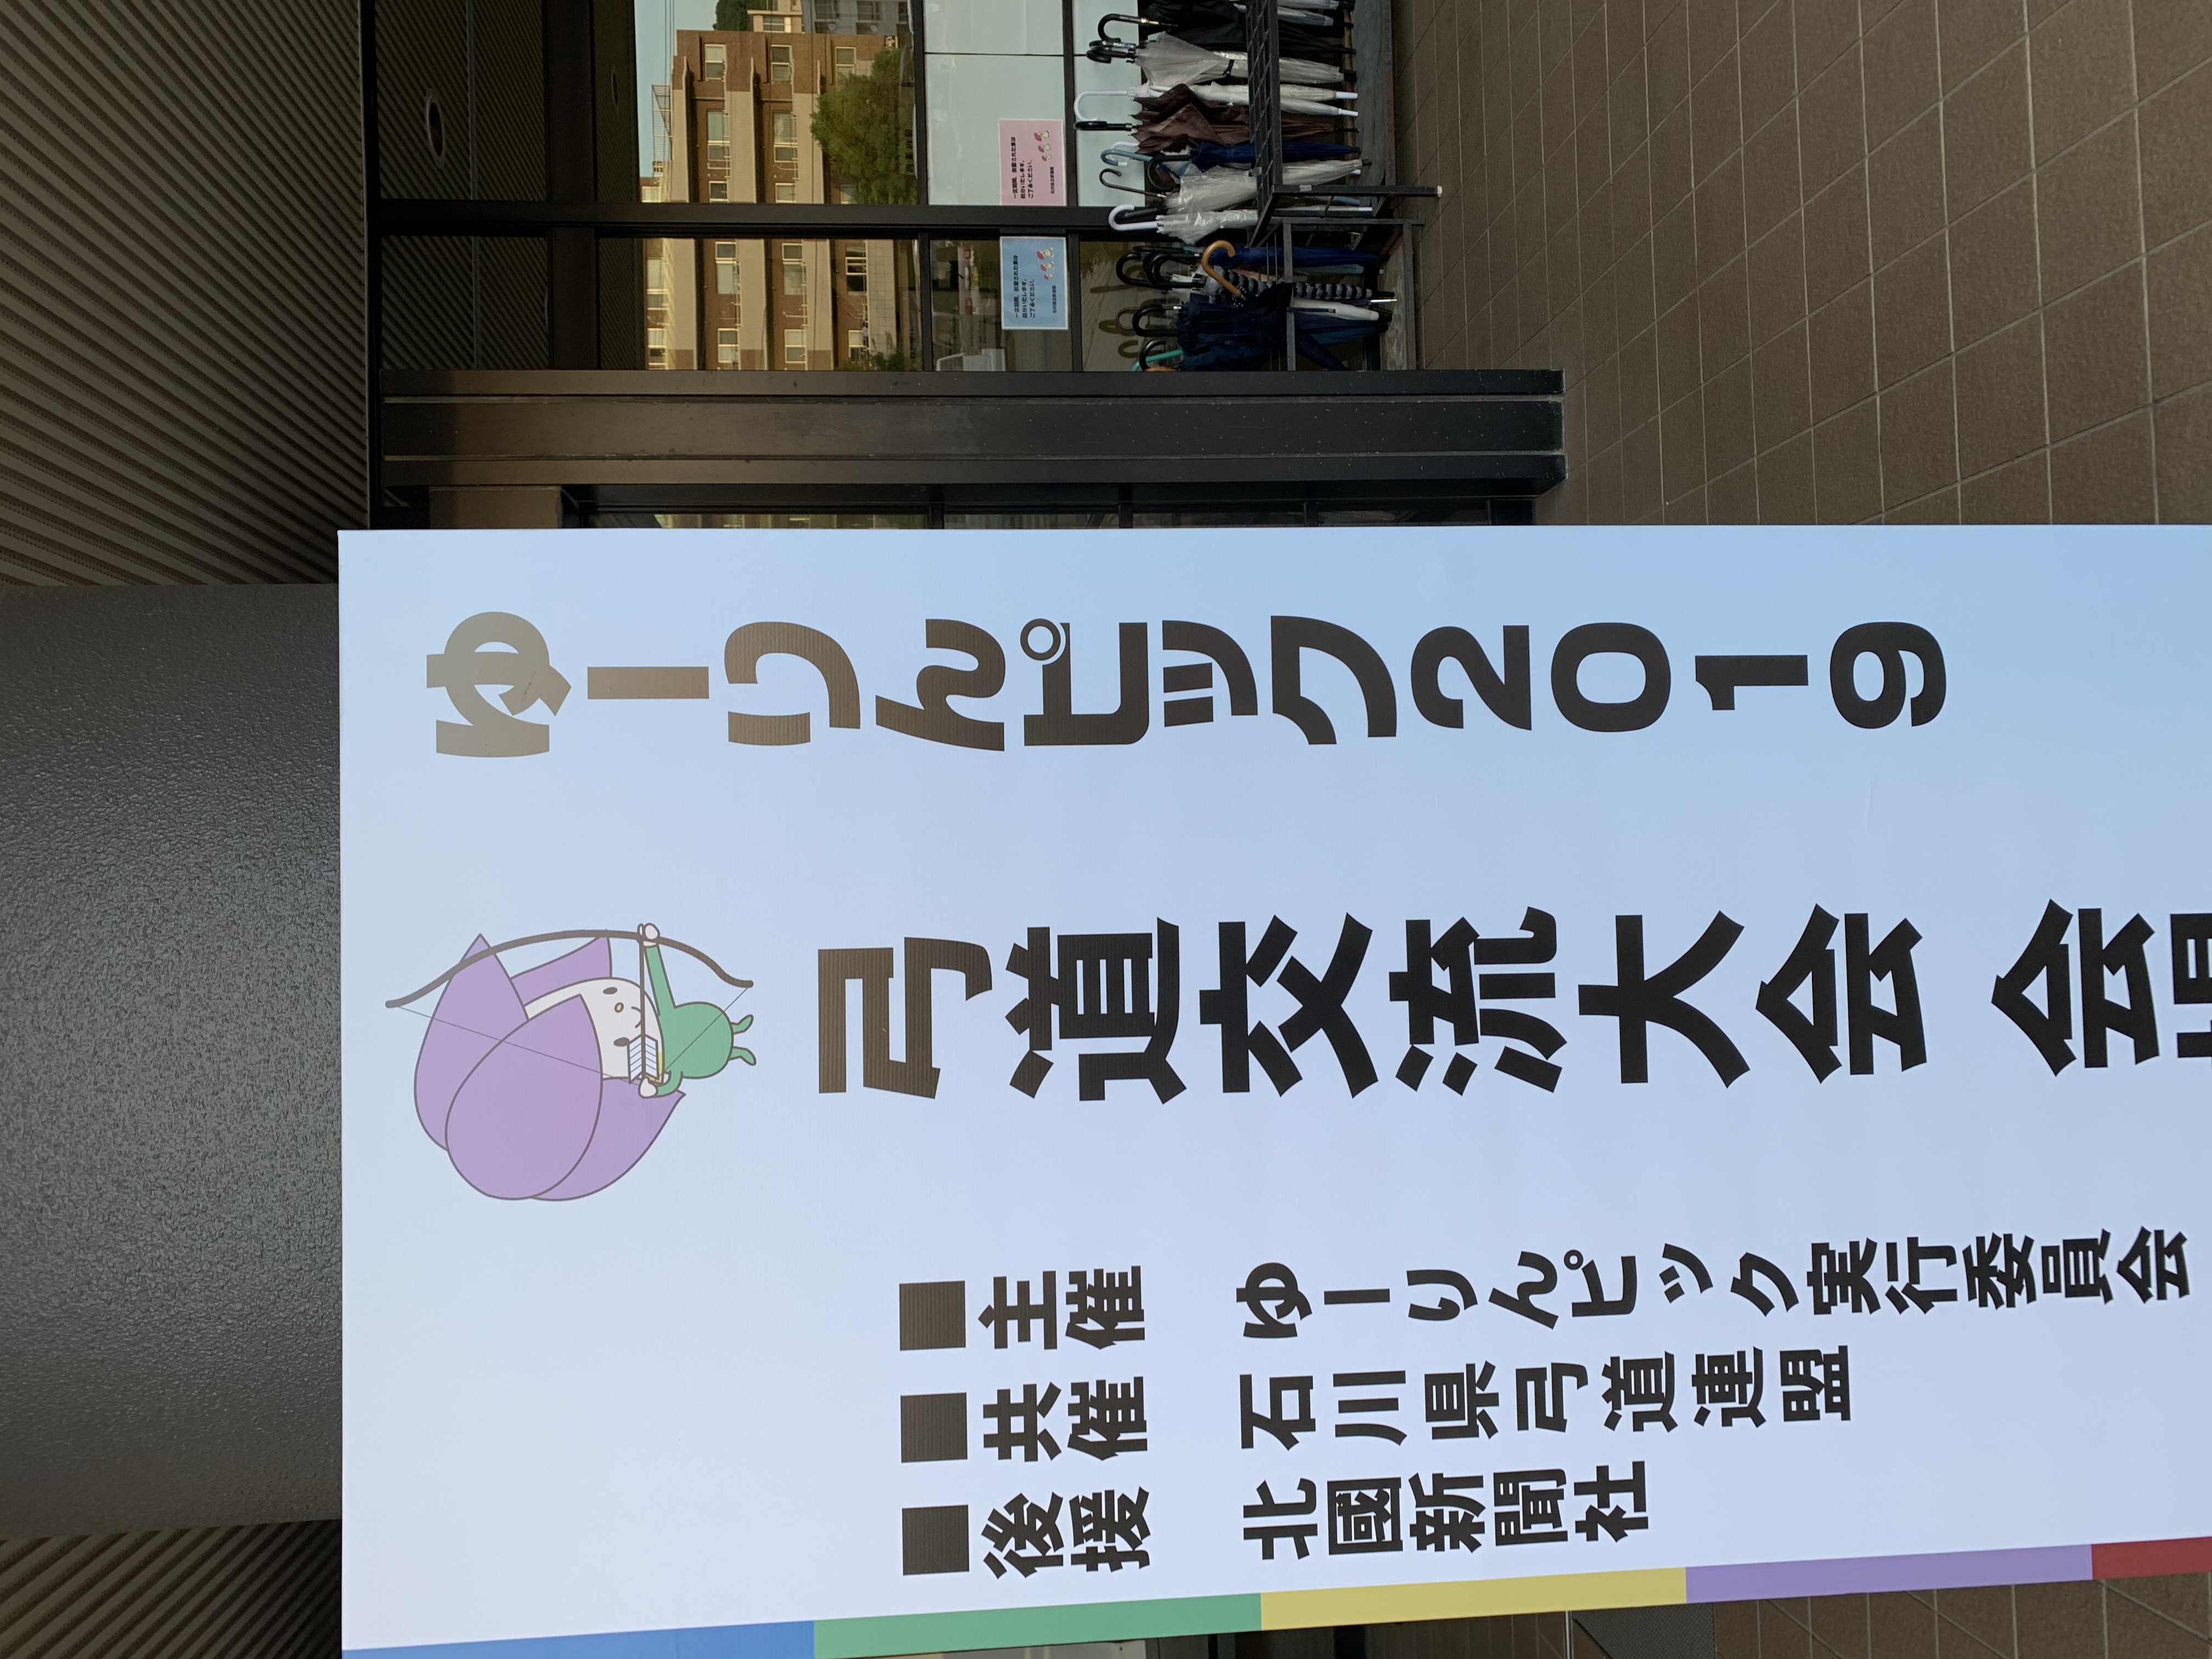 ゆーりんピック2019
弓道交流大会 会場
■主催 ゆーりんピック実行委員会
■共催 石川県弓道連盟
■後援 北國新聞社